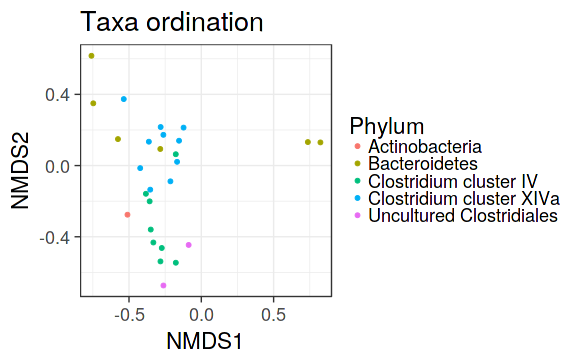 Taxa ordination
NMDS2
0.4
0.0
-0.4
-0.5
0.0
0.5
NMDS1
Phylum
Actinobacteria
Bacteroidetes
Clostridium cluster IV
Clostridium cluster XIVa
Uncultured Clostridiales